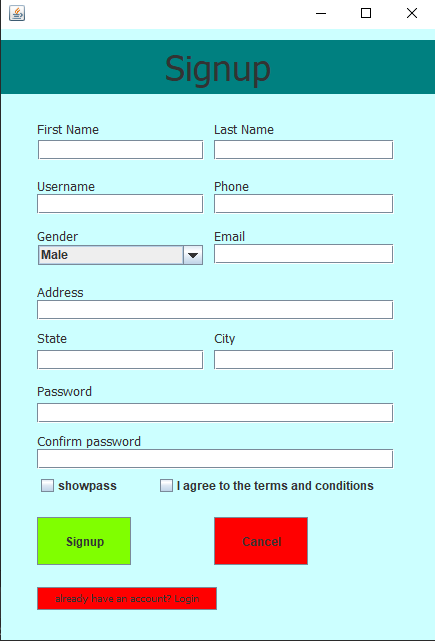 Signup
First Name Last Name
Username Phone
Gender Email
Male
Address
State City
Password
Confirm password
showpass I agree to the terms and conditions
Signup Cancel
already have an account? Login